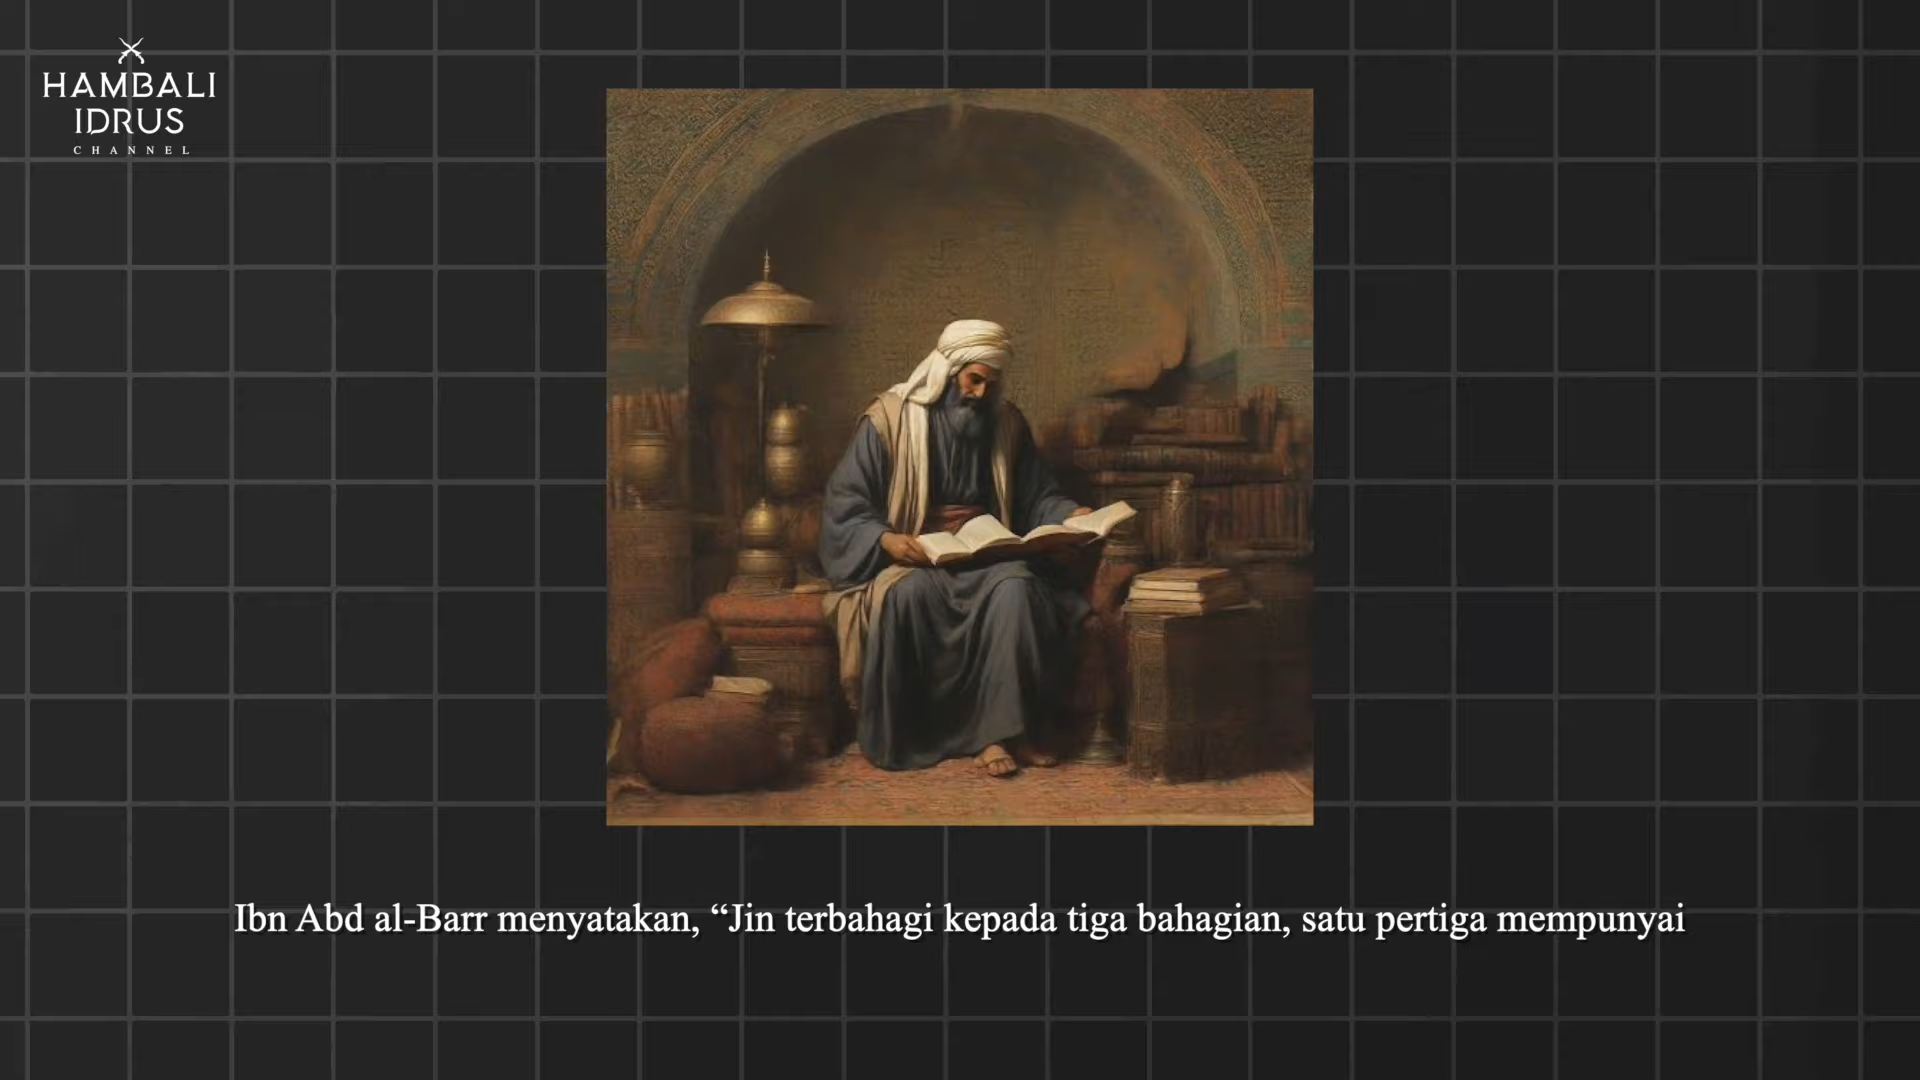 HAMBALI
IDRUS
CHANNEL
Ibn Abd al-Barr menyatakan, “Jin terbahagi kepada tiga bahagian, satu pertiga mempunyai